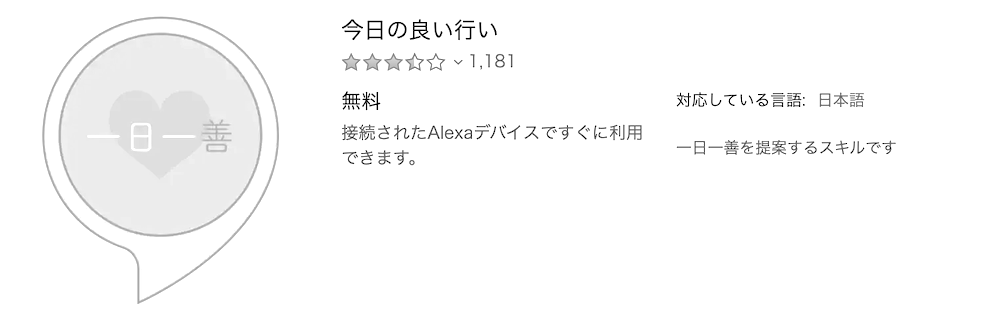 一日一善
今日の良い行い
1,181
無料
接続されたAlexaデバイスですぐに利用
できます。
対応している言語: 日本語
一日一善を提案するスキルです